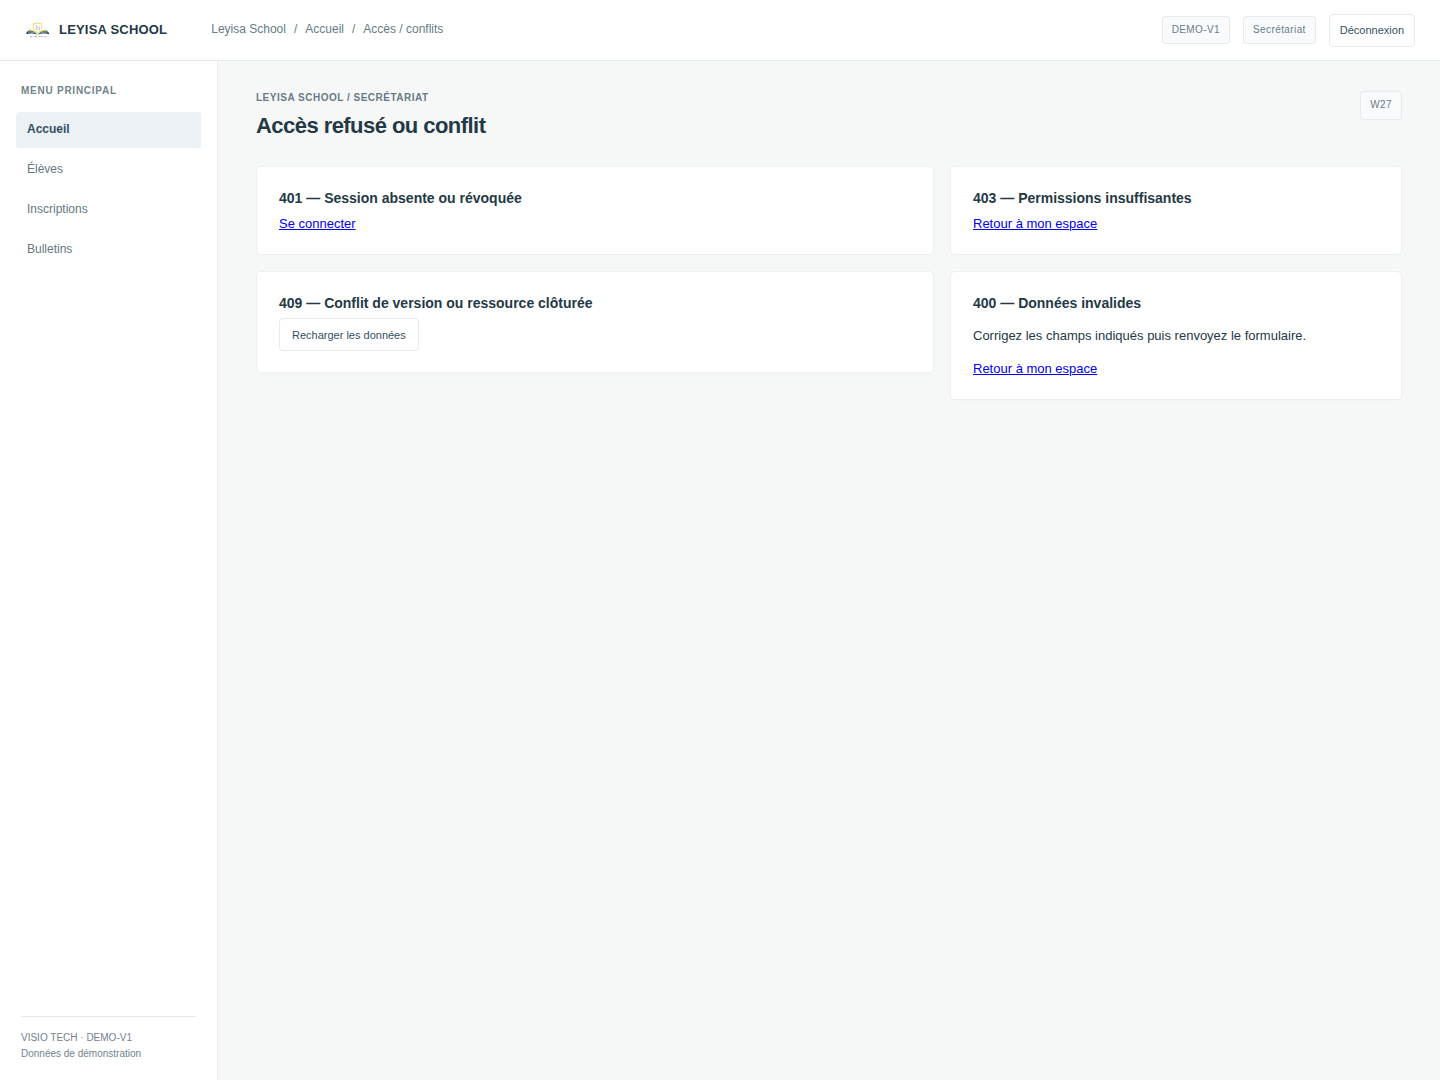 LEYISA SCHOOL
Leyisa School / Accueil / Accès / conflits
DEMO-V1
Secrétariat
Déconnexion
MENU PRINCIPAL
Accueil
Élèves
Inscriptions
Bulletins
VISIO TECH · DEMO-V1
Données de démonstration
LEYISA SCHOOL / SECRÉTARIAT
Accès refusé ou conflit
W27
401 — Session absente ou révoquée
Se connecter
403 — Permissions insuffisantes
Retour à mon espace
409 — Conflit de version ou ressource clôturée
Recharger les données
400 — Données invalides
Corrigez les champs indiqués puis renvoyez le formulaire.
Retour à mon espace